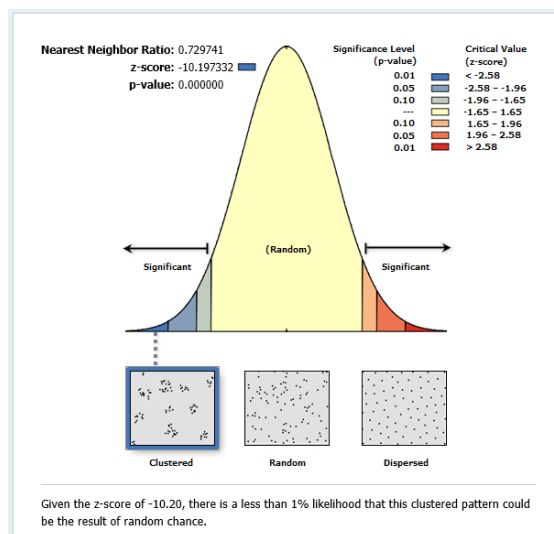 Nearest Neighbor Ratio: 0.729741
z-score: -10.197332
p-value: 0.000000
Significance Level
(p-value)
Critical Value
(z-score)
0.01 < -2.58
0.05 -2.58 – -1.96
0.10 -1.96 – -1.65
--- -1.65 – 1.65
0.10 1.65 – 1.96
0.05 1.96 – 2.58
0.01 > 2.58
(Random)
Significant Significant
Clustered Random Dispersed
Given the z-score of -10.20, there is a less than 1% likelihood that this clustered pattern could
be the result of random chance.